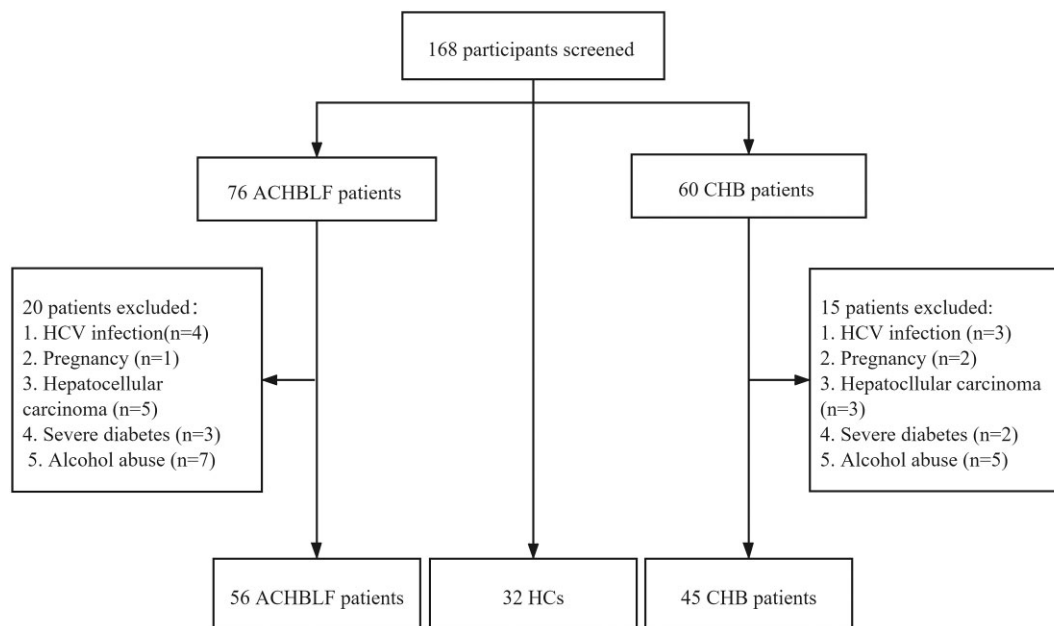 168 participants screened
76 ACHBLF patients
60 CHB patients
20 patients excluded：
1. HCV infection(n=4)
2. Pregnancy (n=1)
3. Hepatocellular
carcinoma (n=5)
4. Severe diabetes (n=3)
5. Alcohol abuse (n=7)
15 patients excluded:
1. HCV infection (n=3)
2. Pregnancy (n=2)
3. Hepatocllular carcinoma
(n=3)
4. Severe diabetes (n=2)
5. Alcohol abuse (n=5)
56 ACHBLF patients
32 HCs
45 CHB patients